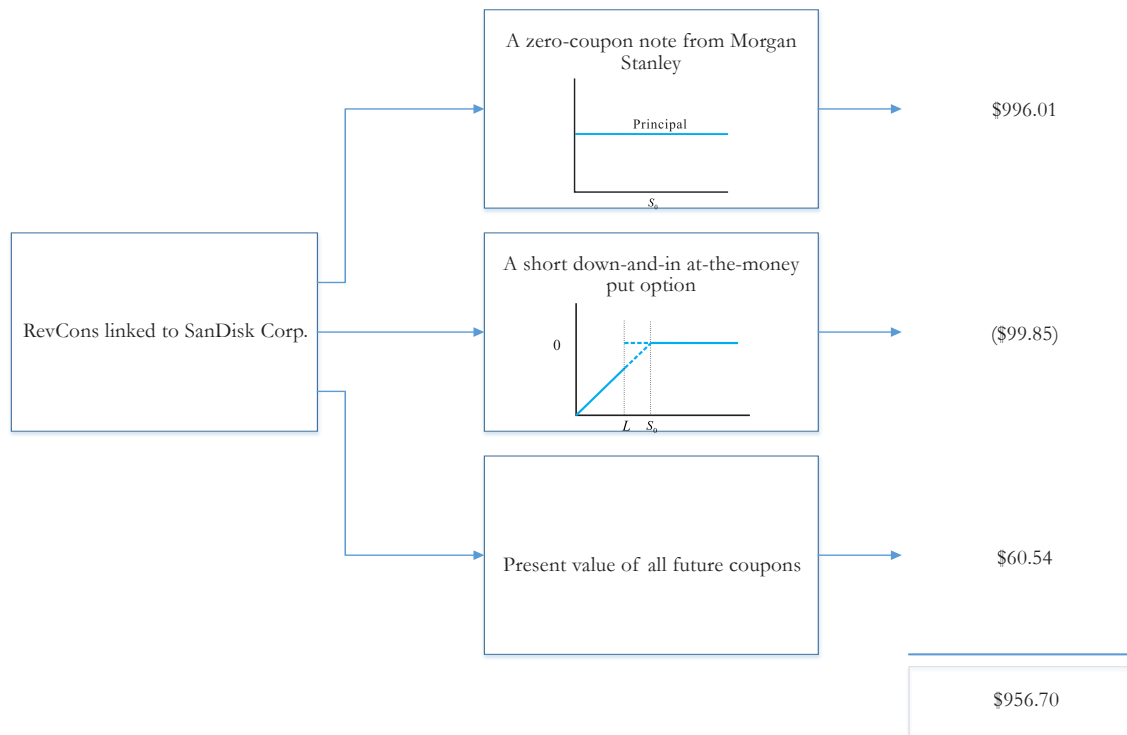 A zero-coupon note from Morgan
Stanley
Principal
S₀
$996.01
RevCons linked to SanDisk Corp.
A short down-and-in at-the-money
put option
0
L S₀
($99.85)
Present value of all future coupons
$60.54
$956.70